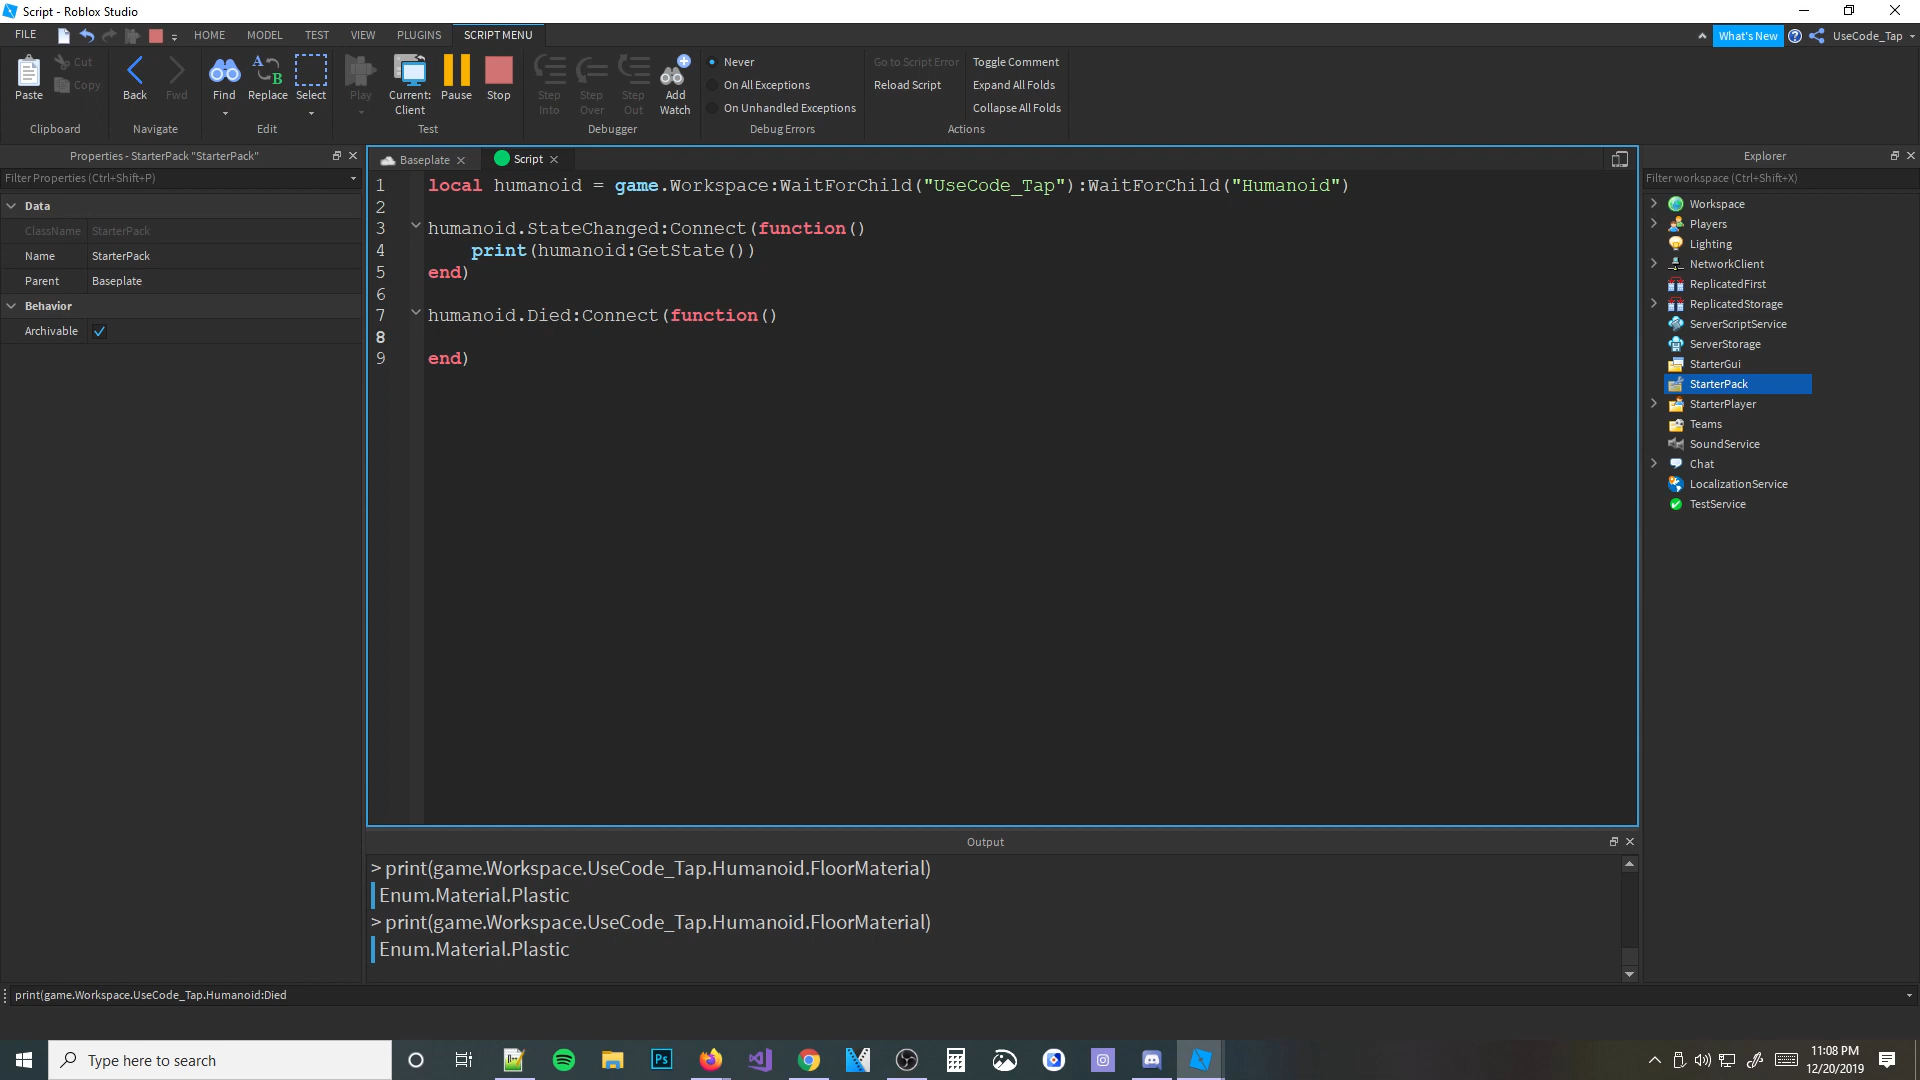 Script - Roblox Studio
FILE
HOME
MODEL
TEST
VIEW
PLUGINS
SCRIPT MENU
What's New
UseCode_Tap
Paste
Cut
Copy
Clipboard
Back
Fwd
Navigate
Find
Replace
Select
Edit
Play
Current:
Client
Pause
Stop
Test
Step
Into
Step
Over
Step
Out
Add
Watch
Debugger
Never
On All Exceptions
On Unhandled Exceptions
Debug Errors
Go to Script Error
Reload Script
Toggle Comment
Expand All Folds
Collapse All Folds
Actions
Properties - StarterPack "StarterPack"
Filter Properties (Ctrl+Shift+P)
Data
ClassName StarterPack
Name StarterPack
Parent Baseplate
Behavior
Archivable
Baseplate
Script
1 local humanoid = game.Workspace:WaitForChild("UseCode_Tap"):WaitForChild("Humanoid")
2
3 humanoid.StateChanged:Connect(function()
4 print(humanoid:GetState())
5 end)
6
7 humanoid.Died:Connect(function()
8
9 end)
Output
> print(game.Workspace.UseCode_Tap.Humanoid.FloorMaterial)
Enum.Material.Plastic
> print(game.Workspace.UseCode_Tap.Humanoid.FloorMaterial)
Enum.Material.Plastic
print(game.Workspace.UseCode_Tap.Humanoid:Died
Explorer
Filter workspace (Ctrl+Shift+X)
Workspace
Players
Lighting
NetworkClient
ReplicatedFirst
ReplicatedStorage
ServerScriptService
ServerStorage
StarterGui
StarterPack
StarterPlayer
Teams
SoundService
Chat
LocalizationService
TestService
Type here to search
Ps
11:08 PM
12/20/2019